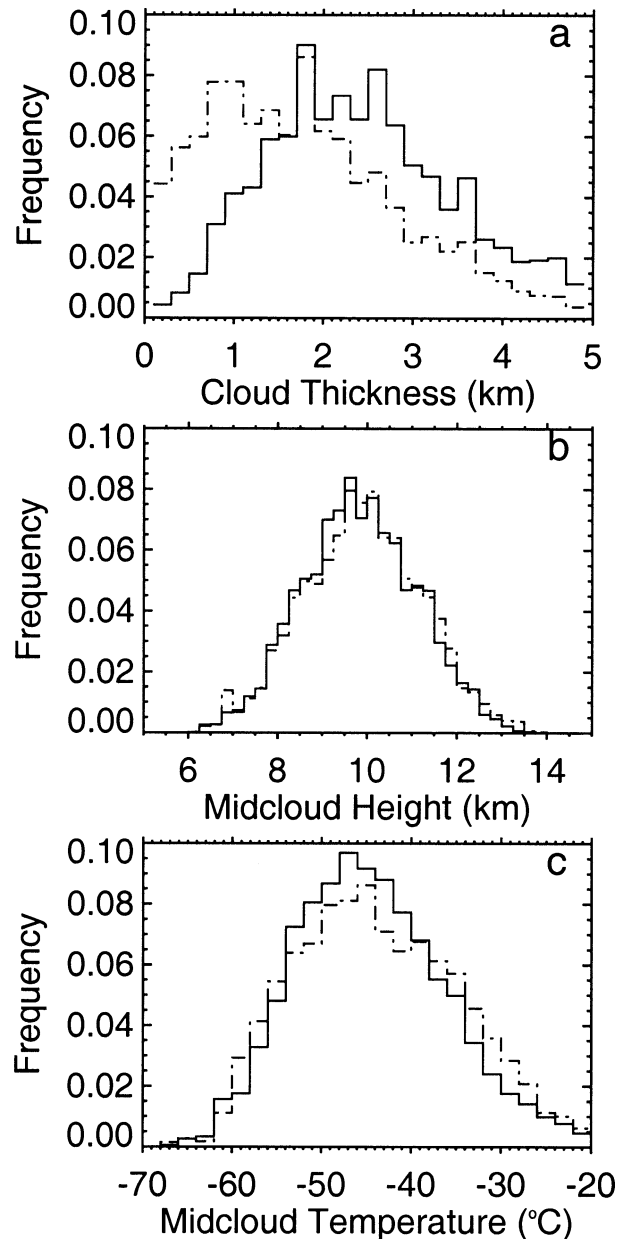 a
Frequency
0.10
0.08
0.06
0.04
0.02
0.00
0 1 2 3 4 5
Cloud Thickness (km)
b
Frequency
0.10
0.08
0.06
0.04
0.02
0.00
6 8 10 12 14
Midcloud Height (km)
c
Frequency
0.10
0.08
0.06
0.04
0.02
0.00
-70 -60 -50 -40 -30 -20
Midcloud Temperature (°C)